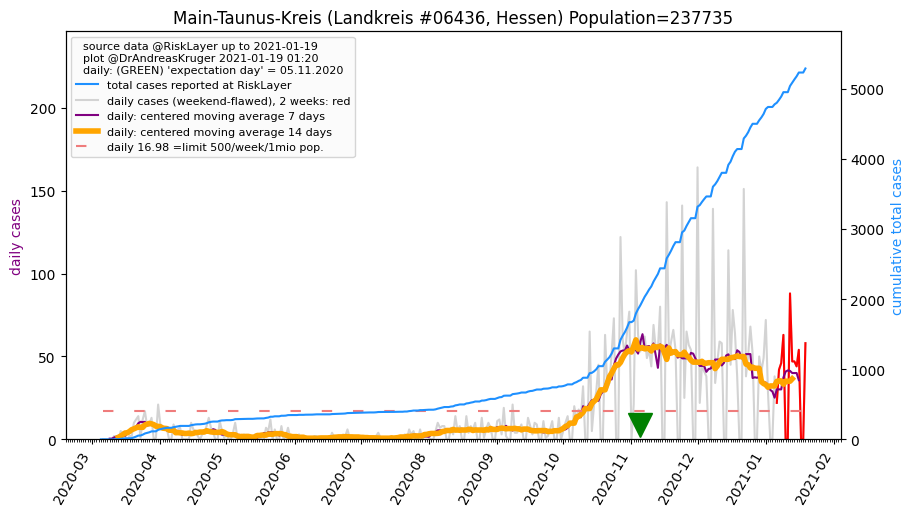 Main-Taunus-Kreis (Landkreis #06436, Hessen) Population=237735
source data @RiskLayer up to 2021-01-19
plot @DrAndreasKruger 2021-01-19 01:20
daily: (GREEN) 'expectation day' = 05.11.2020
total cases reported at RiskLayer
daily cases (weekend-flawed), 2 weeks: red
daily: centered moving average 7 days
daily: centered moving average 14 days
daily 16.98 =limit 500/week/1mio pop.
daily cases
200
150
100
50
0
5000
4000
3000
2000
1000
0
cumulative total cases
2020-03
2020-04
2020-05
2020-06
2020-07
2020-08
2020-09
2020-10
2020-11
2020-12
2021-01
2021-02